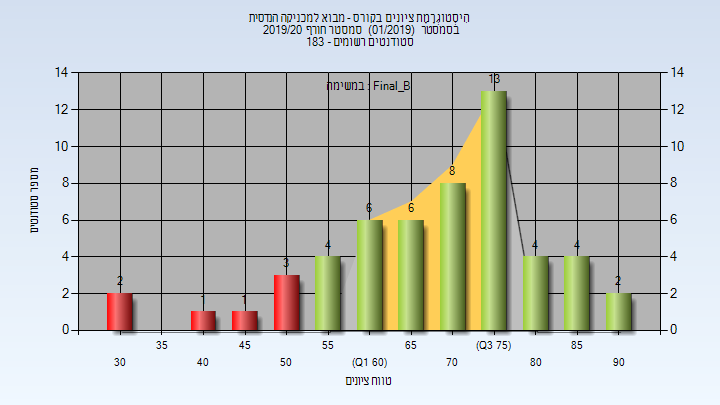 היסטוגרמת ציונים בקורס - מבוא למכניקה הנדסית
בסמסטר (01/2019) סמסטר חורף 2019/20
סטודנטים רשומים - 183
במשימה : Final_B
מספר סטודנטים
14 14
12 12
10 10
8 8
6 6
4 4
2 2
0 0
2 1 1 3 4 6 6 8 13 4 4 2
35 45 55 65 (Q3 75) 85
30 40 50 (Q1 60) 70 80 90
טווח ציונים